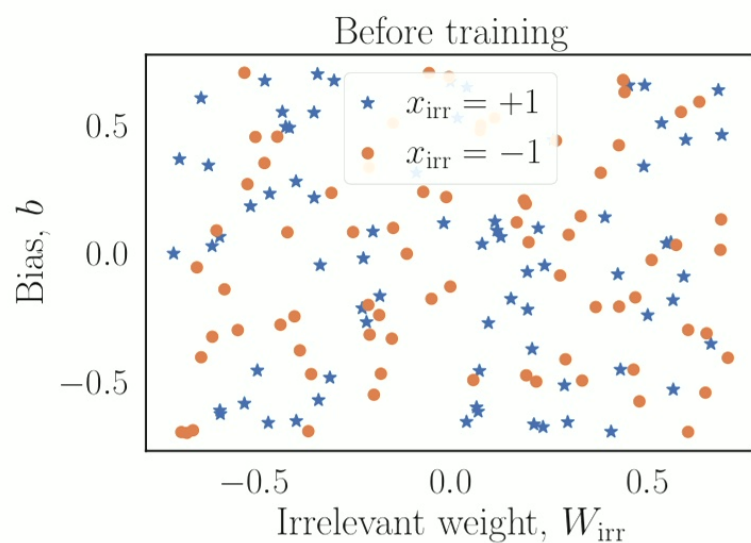 Before training
x_irr = +1
x_irr = −1
0.5
0.0
−0.5
Bias, b
−0.5 0.0 0.5
Irrelevant weight, W_irr